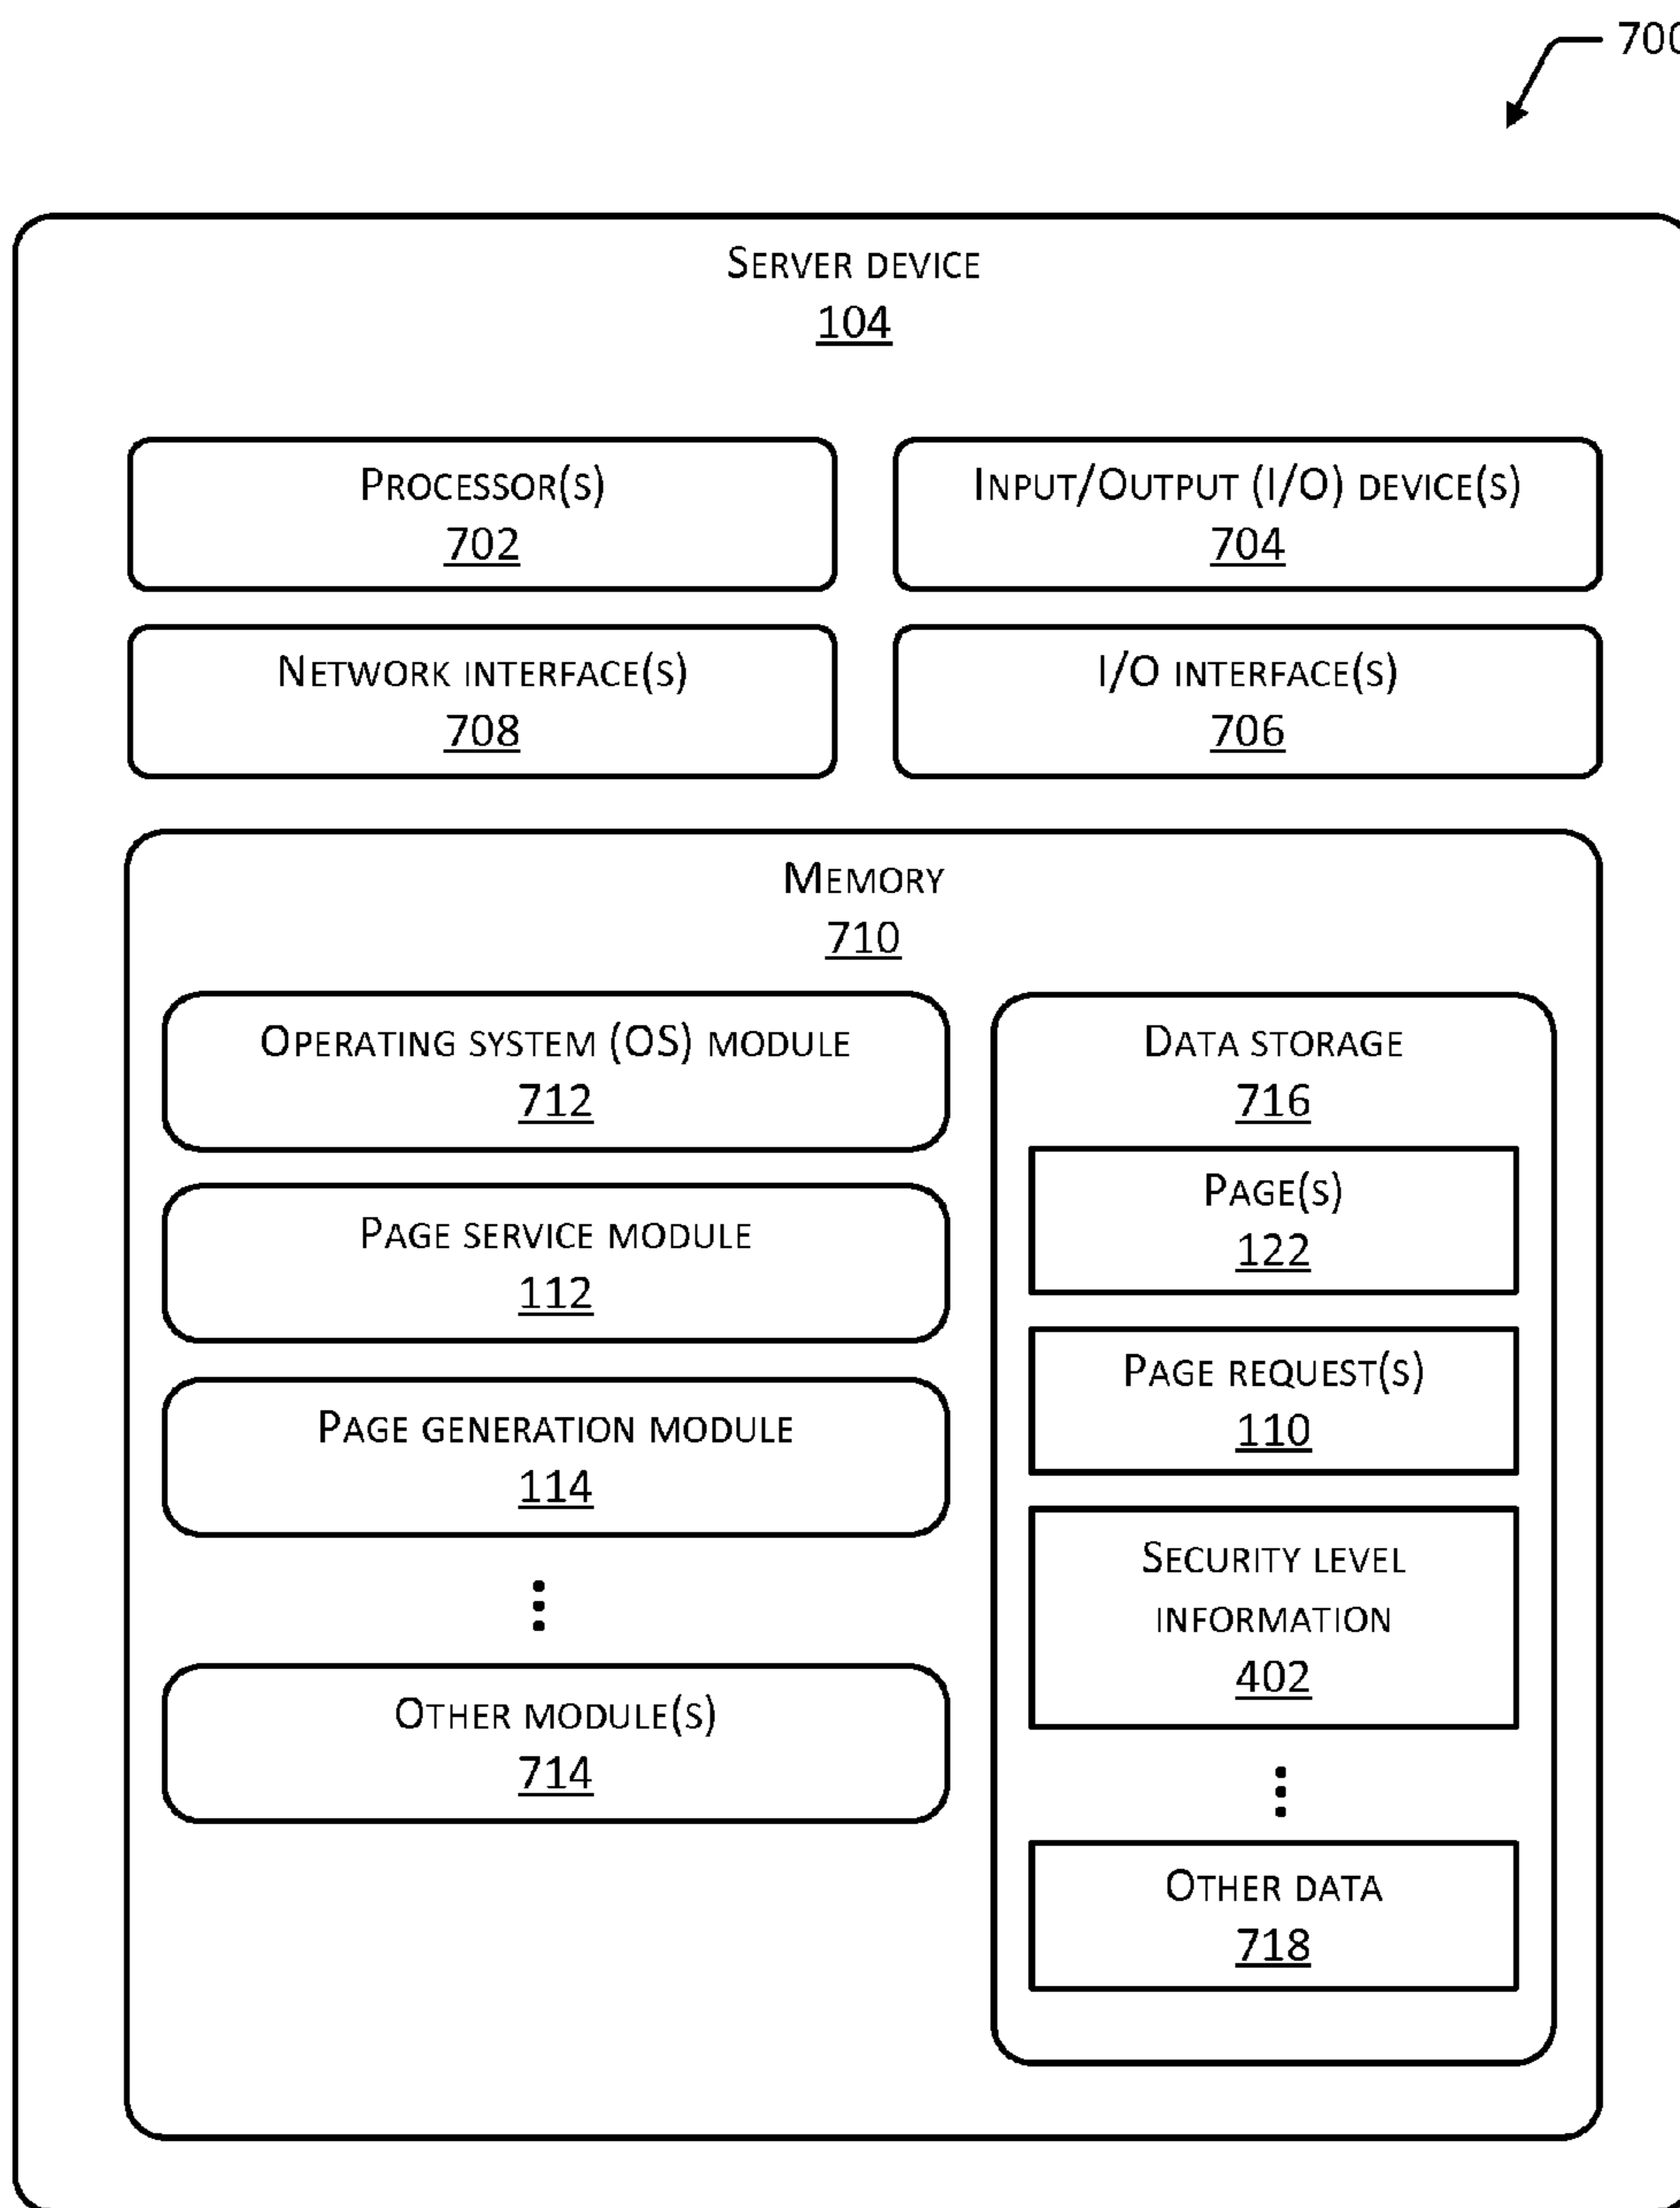 700
SERVER DEVICE
104
PROCESSOR(S)
702
INPUT/OUTPUT (I/O) DEVICE(S)
704
NETWORK INTERFACE(S)
708
I/O INTERFACE(S)
706
MEMORY
710
OPERATING SYSTEM (OS) MODULE
712
PAGE SERVICE MODULE
112
PAGE GENERATION MODULE
114
OTHER MODULE(S)
714
DATA STORAGE
716
PAGE(S)
122
PAGE REQUEST(S)
110
SECURITY LEVEL
INFORMATION
402
OTHER DATA
718